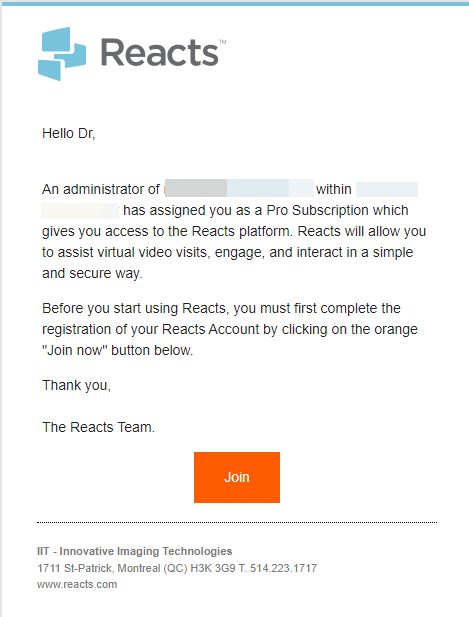 Reacts™
Hello Dr,
An administrator of within
has assigned you as a Pro Subscription which
gives you access to the Reacts platform. Reacts will allow you
to assist virtual video visits, engage, and interact in a simple
and secure way.
Before you start using Reacts, you must first complete the
registration of your Reacts Account by clicking on the orange
"Join now" button below.
Thank you,
The Reacts Team.
Join
IIT - Innovative Imaging Technologies
1711 St-Patrick, Montreal (QC) H3K 3G9 T. 514.223.1717
www.reacts.com